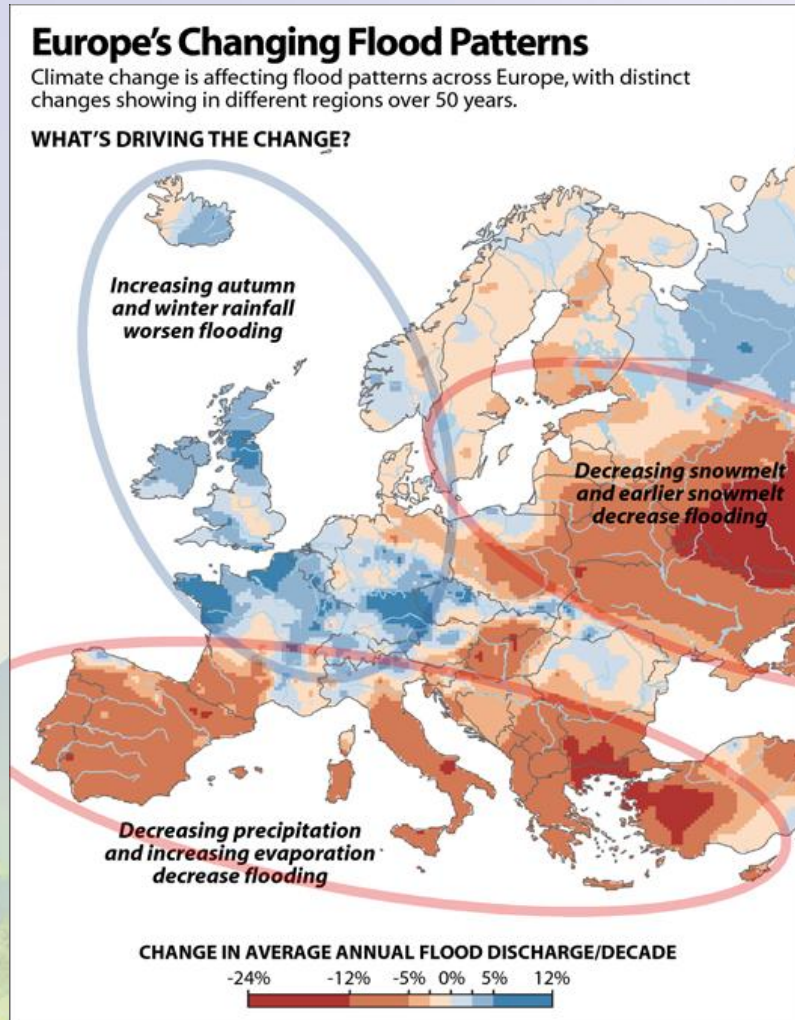 Europe's Changing Flood Patterns
Climate change is affecting flood patterns across Europe, with distinct
changes showing in different regions over 50 years.
WHAT'S DRIVING THE CHANGE?
Increasing autumn
and winter rainfall
worsen flooding
Decreasing snowmelt
and earlier snowmelt
decrease flooding
Decreasing precipitation
and increasing evaporation
decrease flooding
CHANGE IN AVERAGE ANNUAL FLOOD DISCHARGE/DECADE
-24% -12% -5% 0% 5% 12%